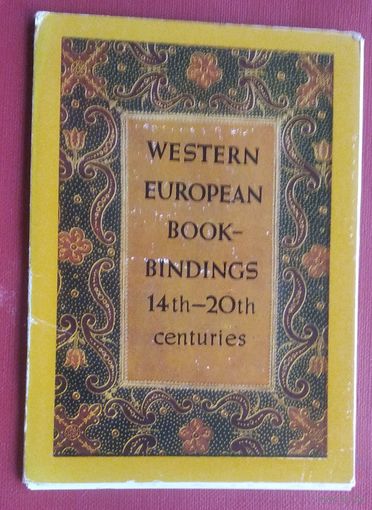 WESTERN
EUROPEAN
BOOK-
BINDINGS
14th-20th
centuries